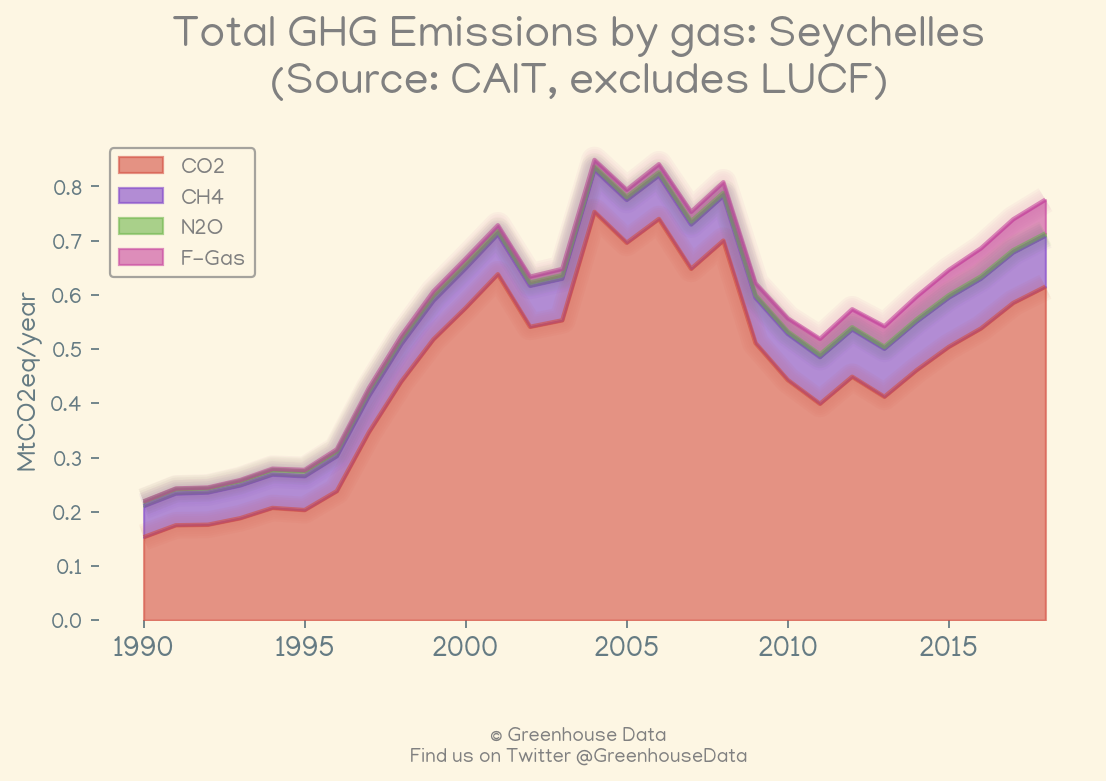 Total GHG Emissions by gas: Seychelles
(Source: CAIT, excludes LUCF)
CO2
CH4
N2O
F-Gas
MtCO2eq/year
0.8
0.7
0.6
0.5
0.4
0.3
0.2
0.1
0.0
1990 1995 2000 2005 2010 2015
© Greenhouse Data
Find us on Twitter @GreenhouseData